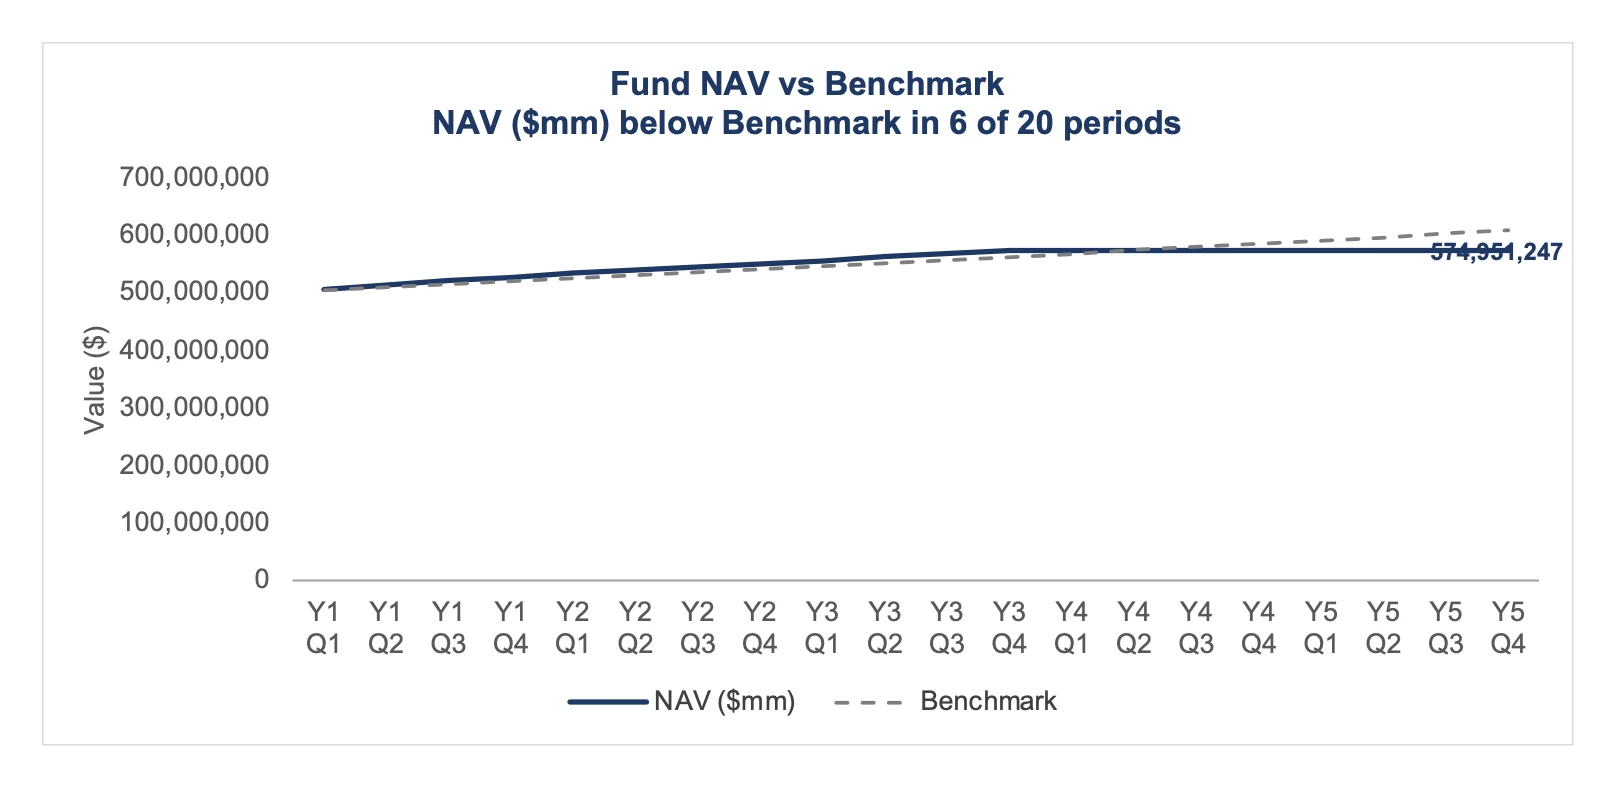 Fund NAV vs Benchmark
NAV ($mm) below Benchmark in 6 of 20 periods
700,000,000
600,000,000
500,000,000
400,000,000
300,000,000
200,000,000
100,000,000
0
Value ($)
574,951,247
Y1 Y1 Y1 Y1 Y2 Y2 Y2 Y2 Y3 Y3 Y3 Y3 Y4 Y4 Y4 Y4 Y5 Y5 Y5 Y5
Q1 Q2 Q3 Q4 Q1 Q2 Q3 Q4 Q1 Q2 Q3 Q4 Q1 Q2 Q3 Q4 Q1 Q2 Q3 Q4
NAV ($mm) Benchmark